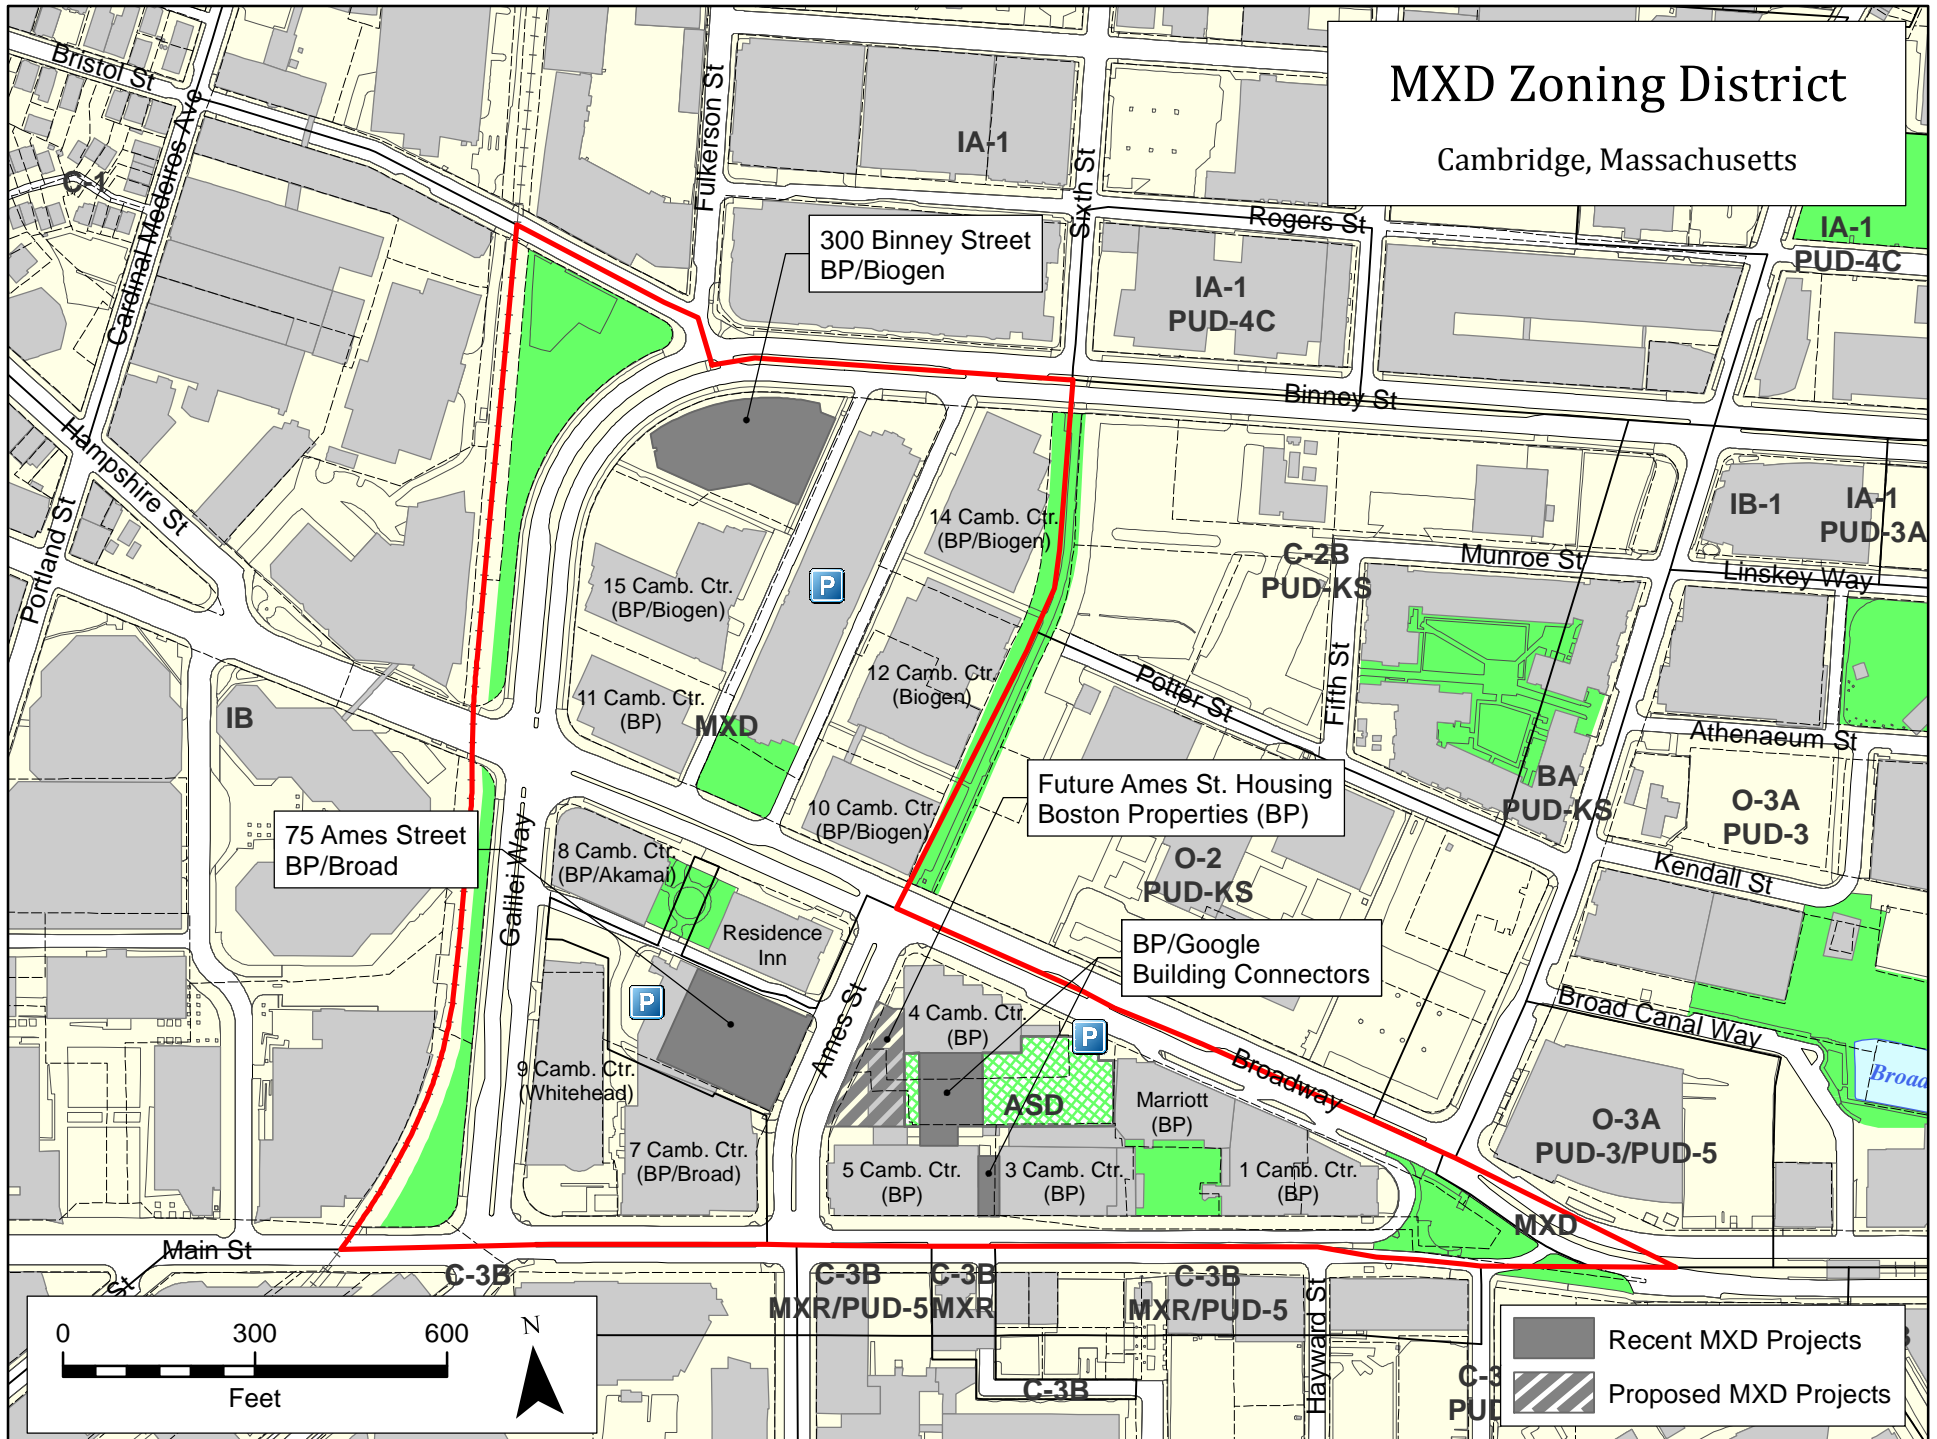 MXD Zoning District
Cambridge, Massachusetts
Bristol St
Cardinal Medeiros Ave
C-1
Fulkerson St
IA-1
Sixth St
Rogers St
IA-1
PUD-4C
IA-1
PUD-4C
300 Binney Street
BP/Biogen
Binney St
Hampshire St
Portland St
14 Camb. Ctr.
(BP/Biogen)
IB-1
IA-1
PUD-3A
C-2B
PUD-KS
Munroe St
Linskey Way
15 Camb. Ctr.
(BP/Biogen)
P
12 Camb. Ctr.
(Biogen)
11 Camb. Ctr.
(BP)
MXD
IB
Potter St
Fifth St
Athenaeum St
Future Ames St. Housing
Boston Properties (BP)
BA
PUD-KS
O-3A
PUD-3
10 Camb. Ctr.
(BP/Biogen)
75 Ames Street
BP/Broad
Galilei Way
8 Camb. Ctr.
(BP/Akamai)
O-2
PUD-KS
Kendall St
Residence
Inn
BP/Google
Building Connectors
P
Ames St
4 Camb. Ctr.
(BP)
P
Broad Canal Way
Broadway
Broad
9 Camb. Ctr.
(Whitehead)
ASD
Marriott
(BP)
O-3A
PUD-3/PUD-5
7 Camb. Ctr.
(BP/Broad)
5 Camb. Ctr.
(BP)
3 Camb. Ctr.
(BP)
1 Camb. Ctr.
(BP)
MXD
Main St
St
C-3B
C-3B
MXR/PUD-5
C-3B
MXR
C-3B
MXR/PUD-5
Hayward St
C-3B
C-3
PUD
0 300 600
Feet
N
Recent MXD Projects
Proposed MXD Projects